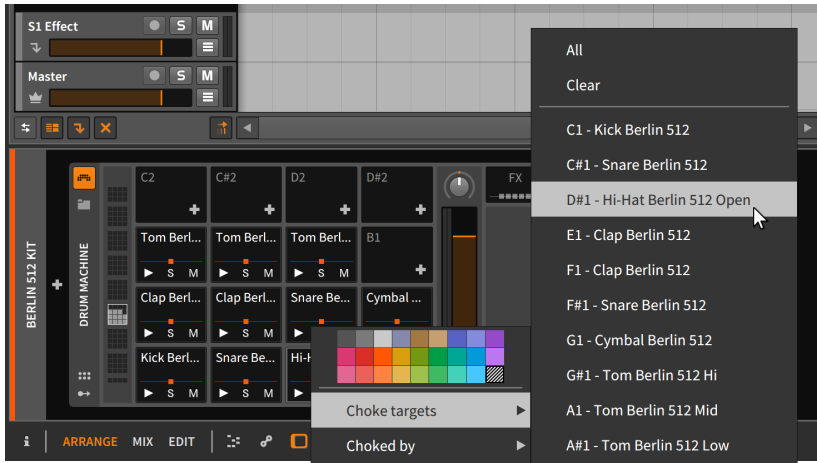 S1 Effect S M
Master S M
All
Clear
C1 - Kick Berlin 512
C#1 - Snare Berlin 512
D#1 - Hi-Hat Berlin 512 Open
E1 - Clap Berlin 512
F1 - Clap Berlin 512
F#1 - Snare Berlin 512
G1 - Cymbal Berlin 512
G#1 - Tom Berlin 512 Hi
A1 - Tom Berlin 512 Mid
A#1 - Tom Berlin 512 Low
BERLIN 512 KIT
DRUM MACHINE
C2 C#2 D2 D#2
FX
Tom Berl... Tom Berl... Tom Berl... B1
S M S M S M
Clap Berl... Clap Berl... Snare Be... Cymbal ...
S M S M S M S M
Kick Berl... Snare Be... Hi-H
S M S M
Choke targets
Choked by
i ARRANGE MIX EDIT